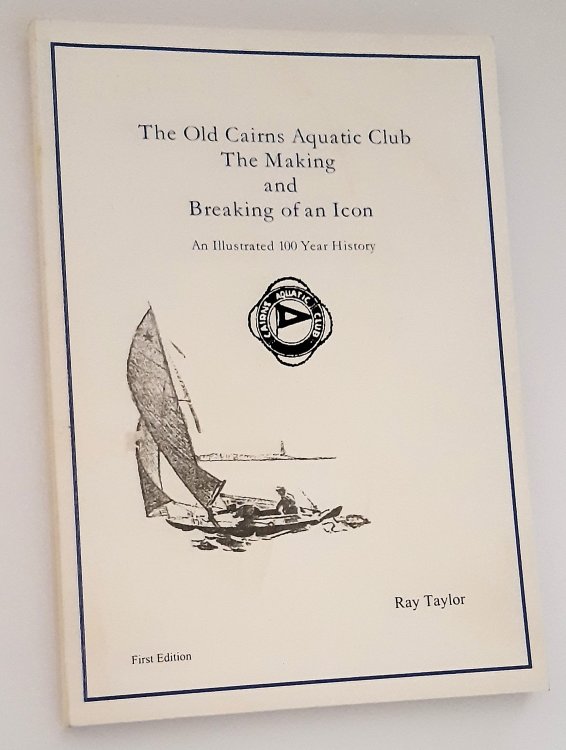 The Old Cairns Aquatic Club
The Making
and
Breaking of an Icon
An Illustrated 100 Year History
CAIRNS AQUATIC CLUB
Ray Taylor
First Edition